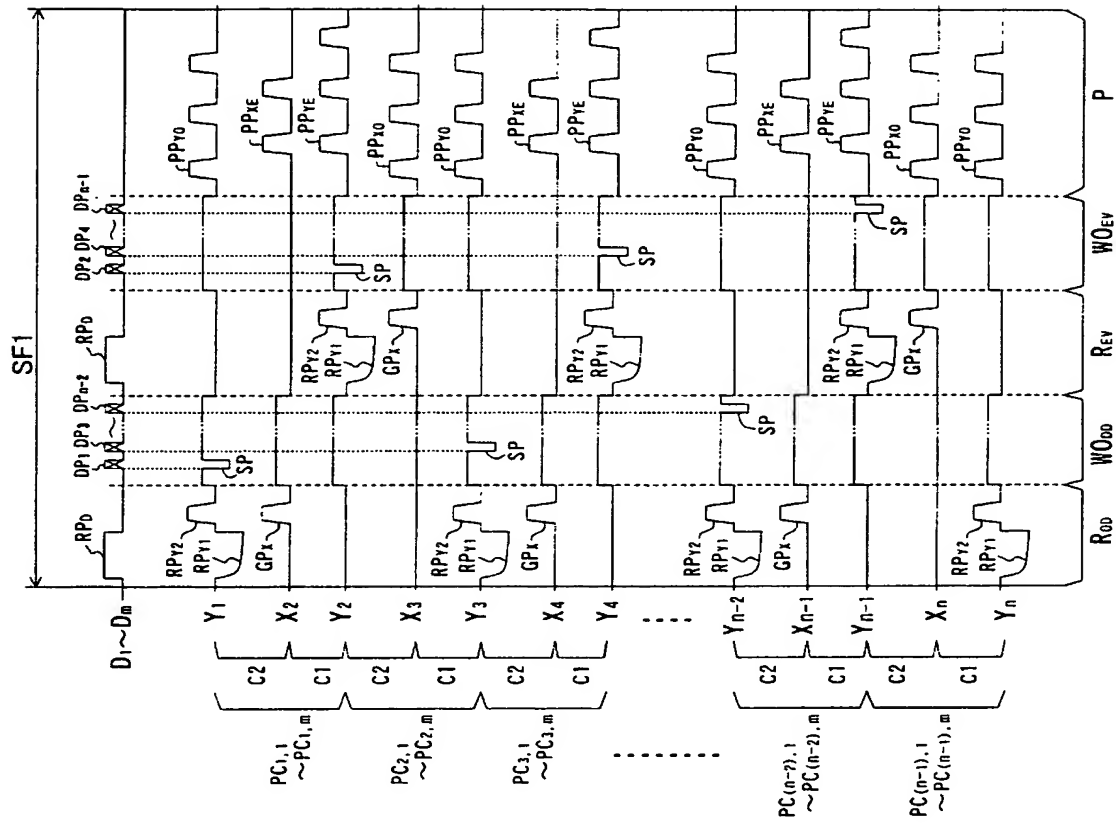 SF1
D1~Dm RPD DP1 DP3 ~ DPn-2 RPD DP2 DP4 ~ DPn-1
Y1 RPY2 RPY1 SP PPYO
X2 GPX PPXE
Y2 RPY2 RPY1 SP PPYE
X3 GPX PPXO
Y3 RPY2 RPY1 SP PPYO
X4 GPX PPXE
Y4 RPY2 RPY1 SP PPYE
Yn-2 RPY2 RPY1 SP PPYO
Xn-1 GPX PPXE
Yn-1 RPY2 RPY1 SP PPYE
Xn GPX PPXO
Yn RPY2 RPY1 PPYO
PC1,1 ~PC1,m C2 C1
PC2,1 ~PC2,m C2 C1
PC3,1 ~PC3,m C2 C1
PC(n-2),1 ~PC(n-2),m C2 C1
PC(n-1),1 ~PC(n-1),m C2 C1
ROD WOOD REV WOEV P